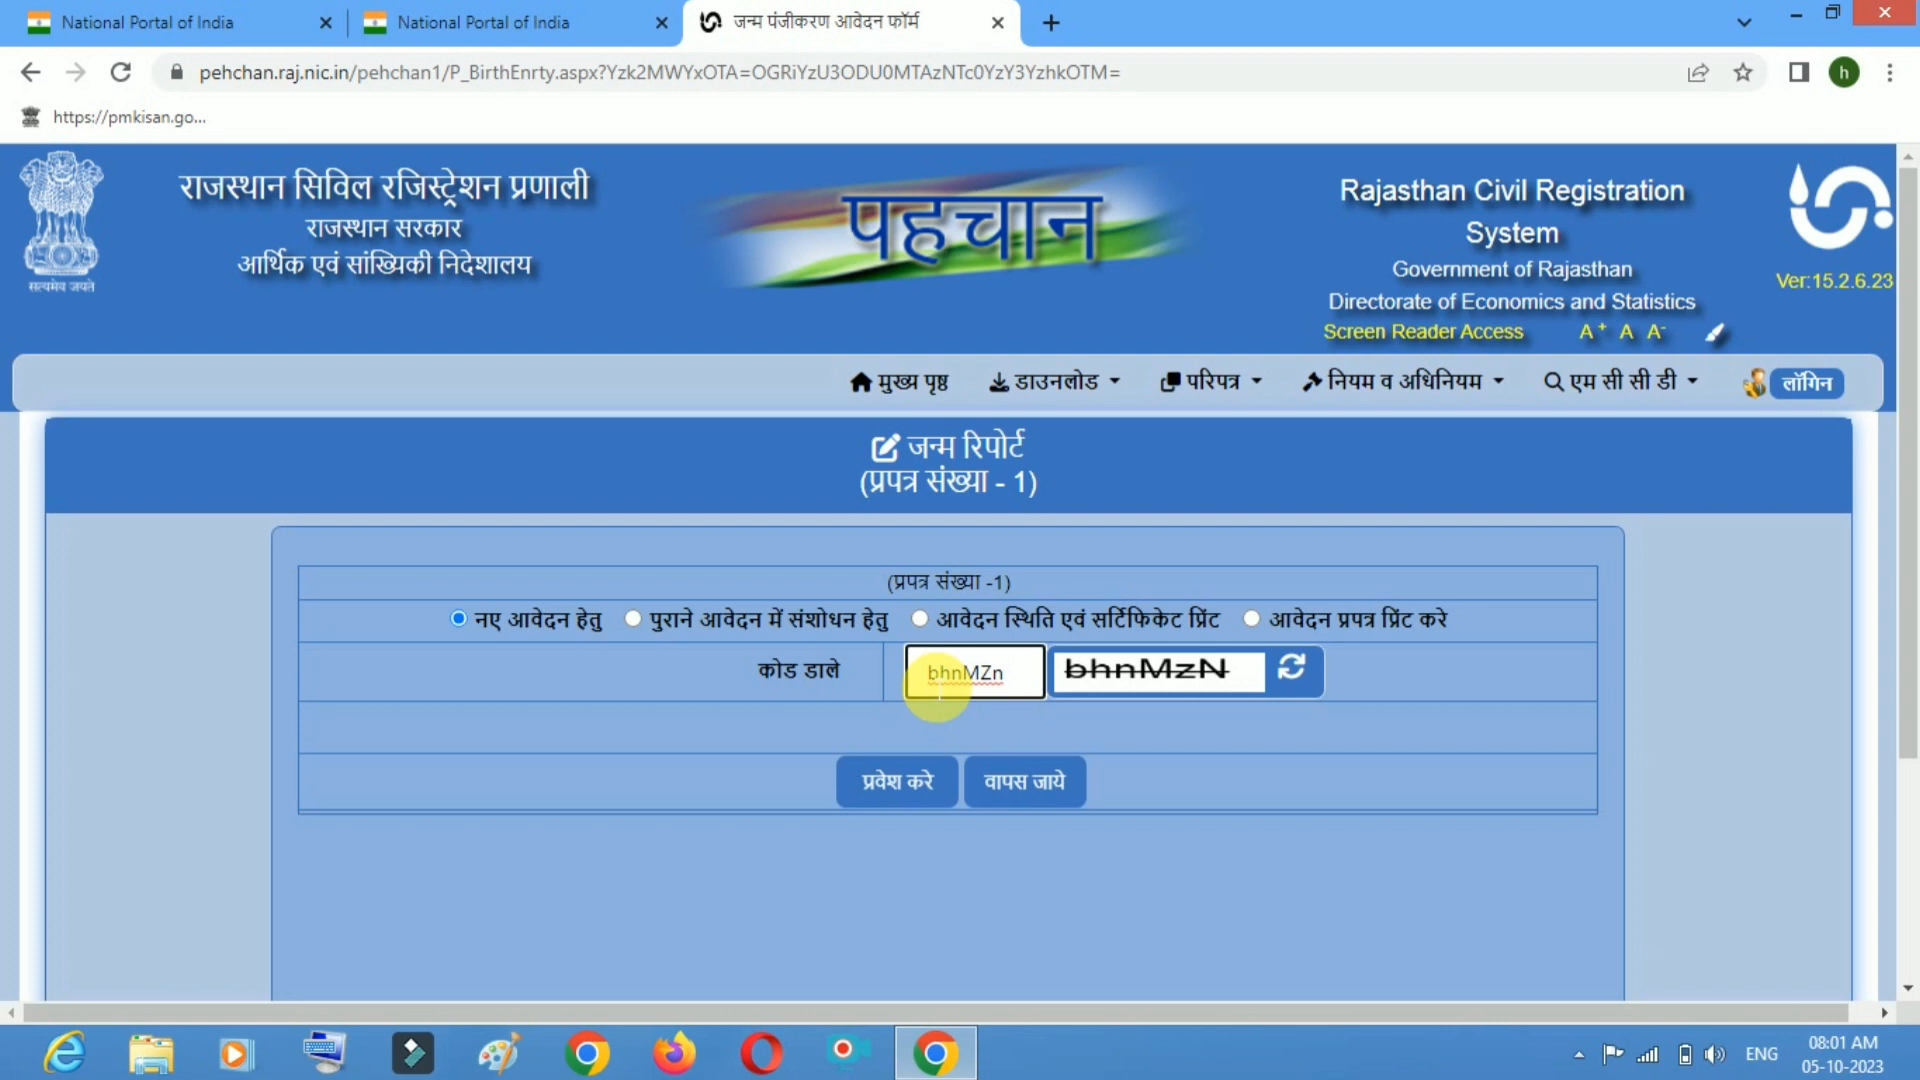 National Portal of India
National Portal of India
जन्म पंजीकरण आवेदन फॉर्म
pehchan.raj.nic.in/pehchan1/P_BirthEnrty.aspx?Yzk2MWYxOTA=OGRiYzU3ODU0MTAzNTc0YzY3YzhkOTM=
h
https://pmkisan.go...
सत्यमेव जयते
राजस्थान सिविल रजिस्ट्रेशन प्रणाली
राजस्थान सरकार
आर्थिक एवं सांख्यिकी निदेशालय
पहचान
Rajasthan Civil Registration
System
Government of Rajasthan
Directorate of Economics and Statistics
Screen Reader Access A+ A A-
Ver:15.2.6.23
मुख्य पृष्ठ डाउनलोड परिपत्र नियम व अधिनियम एम सी सी डी लॉगिन
जन्म रिपोर्ट
(प्रपत्र संख्या - 1)
(प्रपत्र संख्या -1)
नए आवेदन हेतु पुराने आवेदन में संशोधन हेतु आवेदन स्थिति एवं सर्टिफिकेट प्रिंट आवेदन प्रपत्र प्रिंट करे
कोड डाले bhnMZn bhnMzN
प्रवेश करे वापस जाये
ENG
08:01 AM
05-10-2023